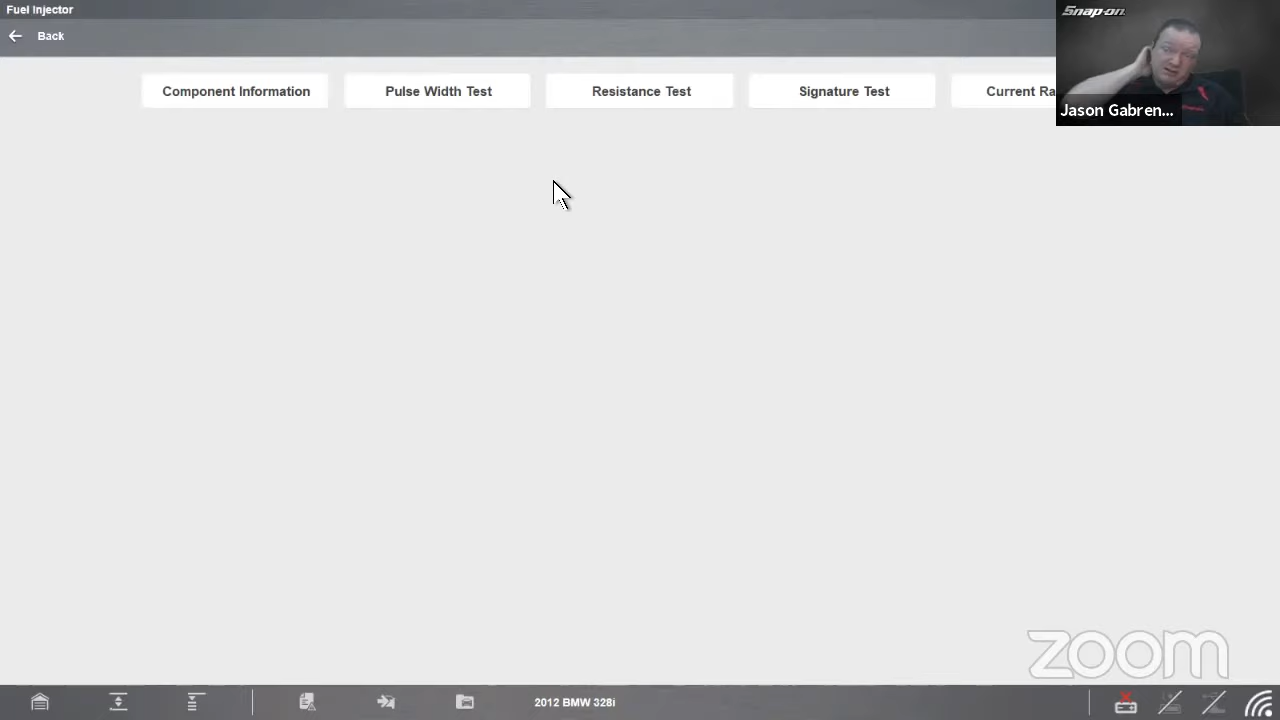 Fuel Injector
Back
Component Information
Pulse Width Test
Resistance Test
Signature Test
Current Ra
Snap-on
Jason Gabren...
zoom
2012 BMW 328i